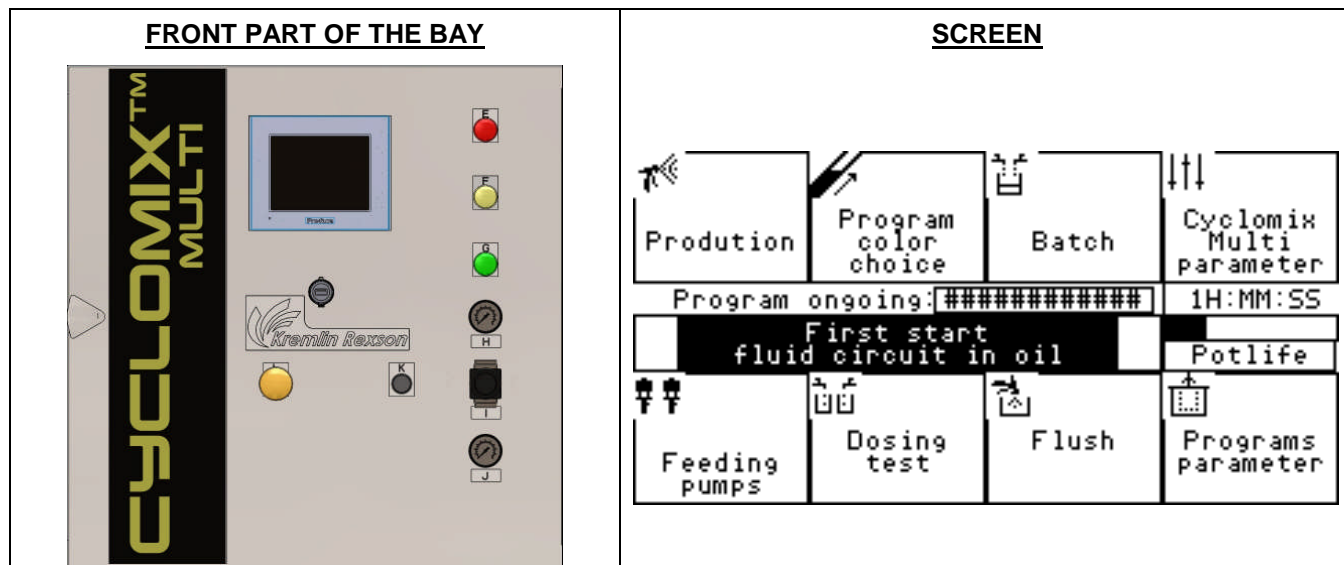 FRONT PART OF THE BAY
CYCLOMIX™
MULTI
E
F
Proface
G
H
Kremlin Rexson
K
I
J
SCREEN
Prodution
Program
color
choice
Batch
Cyclomix
Multi
parameter
Program ongoing: ############
1H:MM:SS
First start
fluid circuit in oil
Potlife
Feeding
pumps
Dosing
test
Flush
Programs
parameter